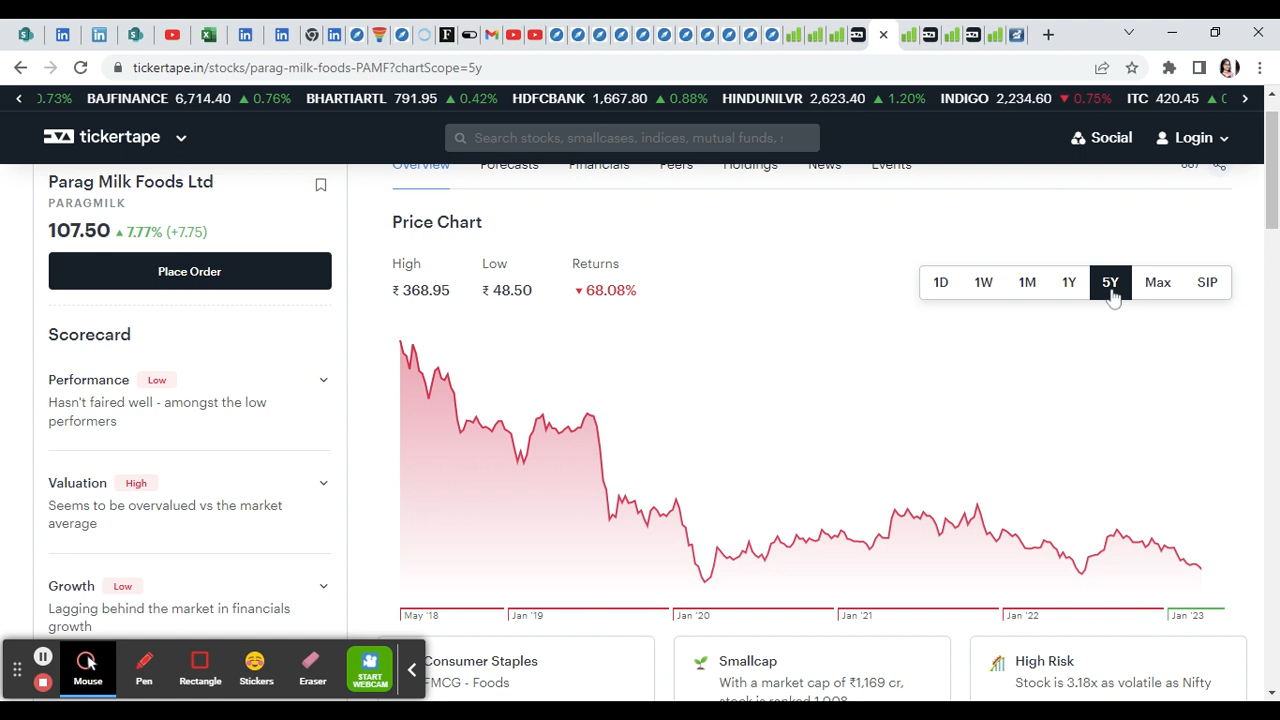 tickertape.in/stocks/parag-milk-foods-PAMF?chartScope=5y
0.73% BAJFINANCE 6,714.40 ▲ 0.76% BHARTIARTL 791.95 ▲ 0.42% HDFCBANK 1,667.80 ▲ 0.88% HINDUNILVR 2,623.40 ▲ 1.20% INDIGO 2,234.60 ▼ 0.75% ITC 420.45 ▲
tickertape
Search stocks, smallcases, indices, mutual funds,
Social
Login
Overview Forecasts Financials Peers Holdings News Events
Parag Milk Foods Ltd
PARAGMILK
107.50 ▲ 7.77% (+7.75)
Place Order
Scorecard
Performance Low
Hasn't faired well - amongst the low
performers
Valuation High
Seems to be overvalued vs the market
average
Growth Low
Lagging behind the market in financials
growth
Price Chart
High Low Returns
₹ 368.95 ₹ 48.50 ▼ 68.08%
1D 1W 1M 1Y 5Y Max SIP
May '18 Jan '19 Jan '20 Jan '21 Jan '22 Jan '23
Consumer Staples
FMCG - Foods
Smallcap
With a market cap of ₹1,169 cr,
stock is ranked 1,008
High Risk
Stock is 3.18x as volatile as Nifty
Mouse Pen Rectangle Stickers Eraser
START
WEBCAM